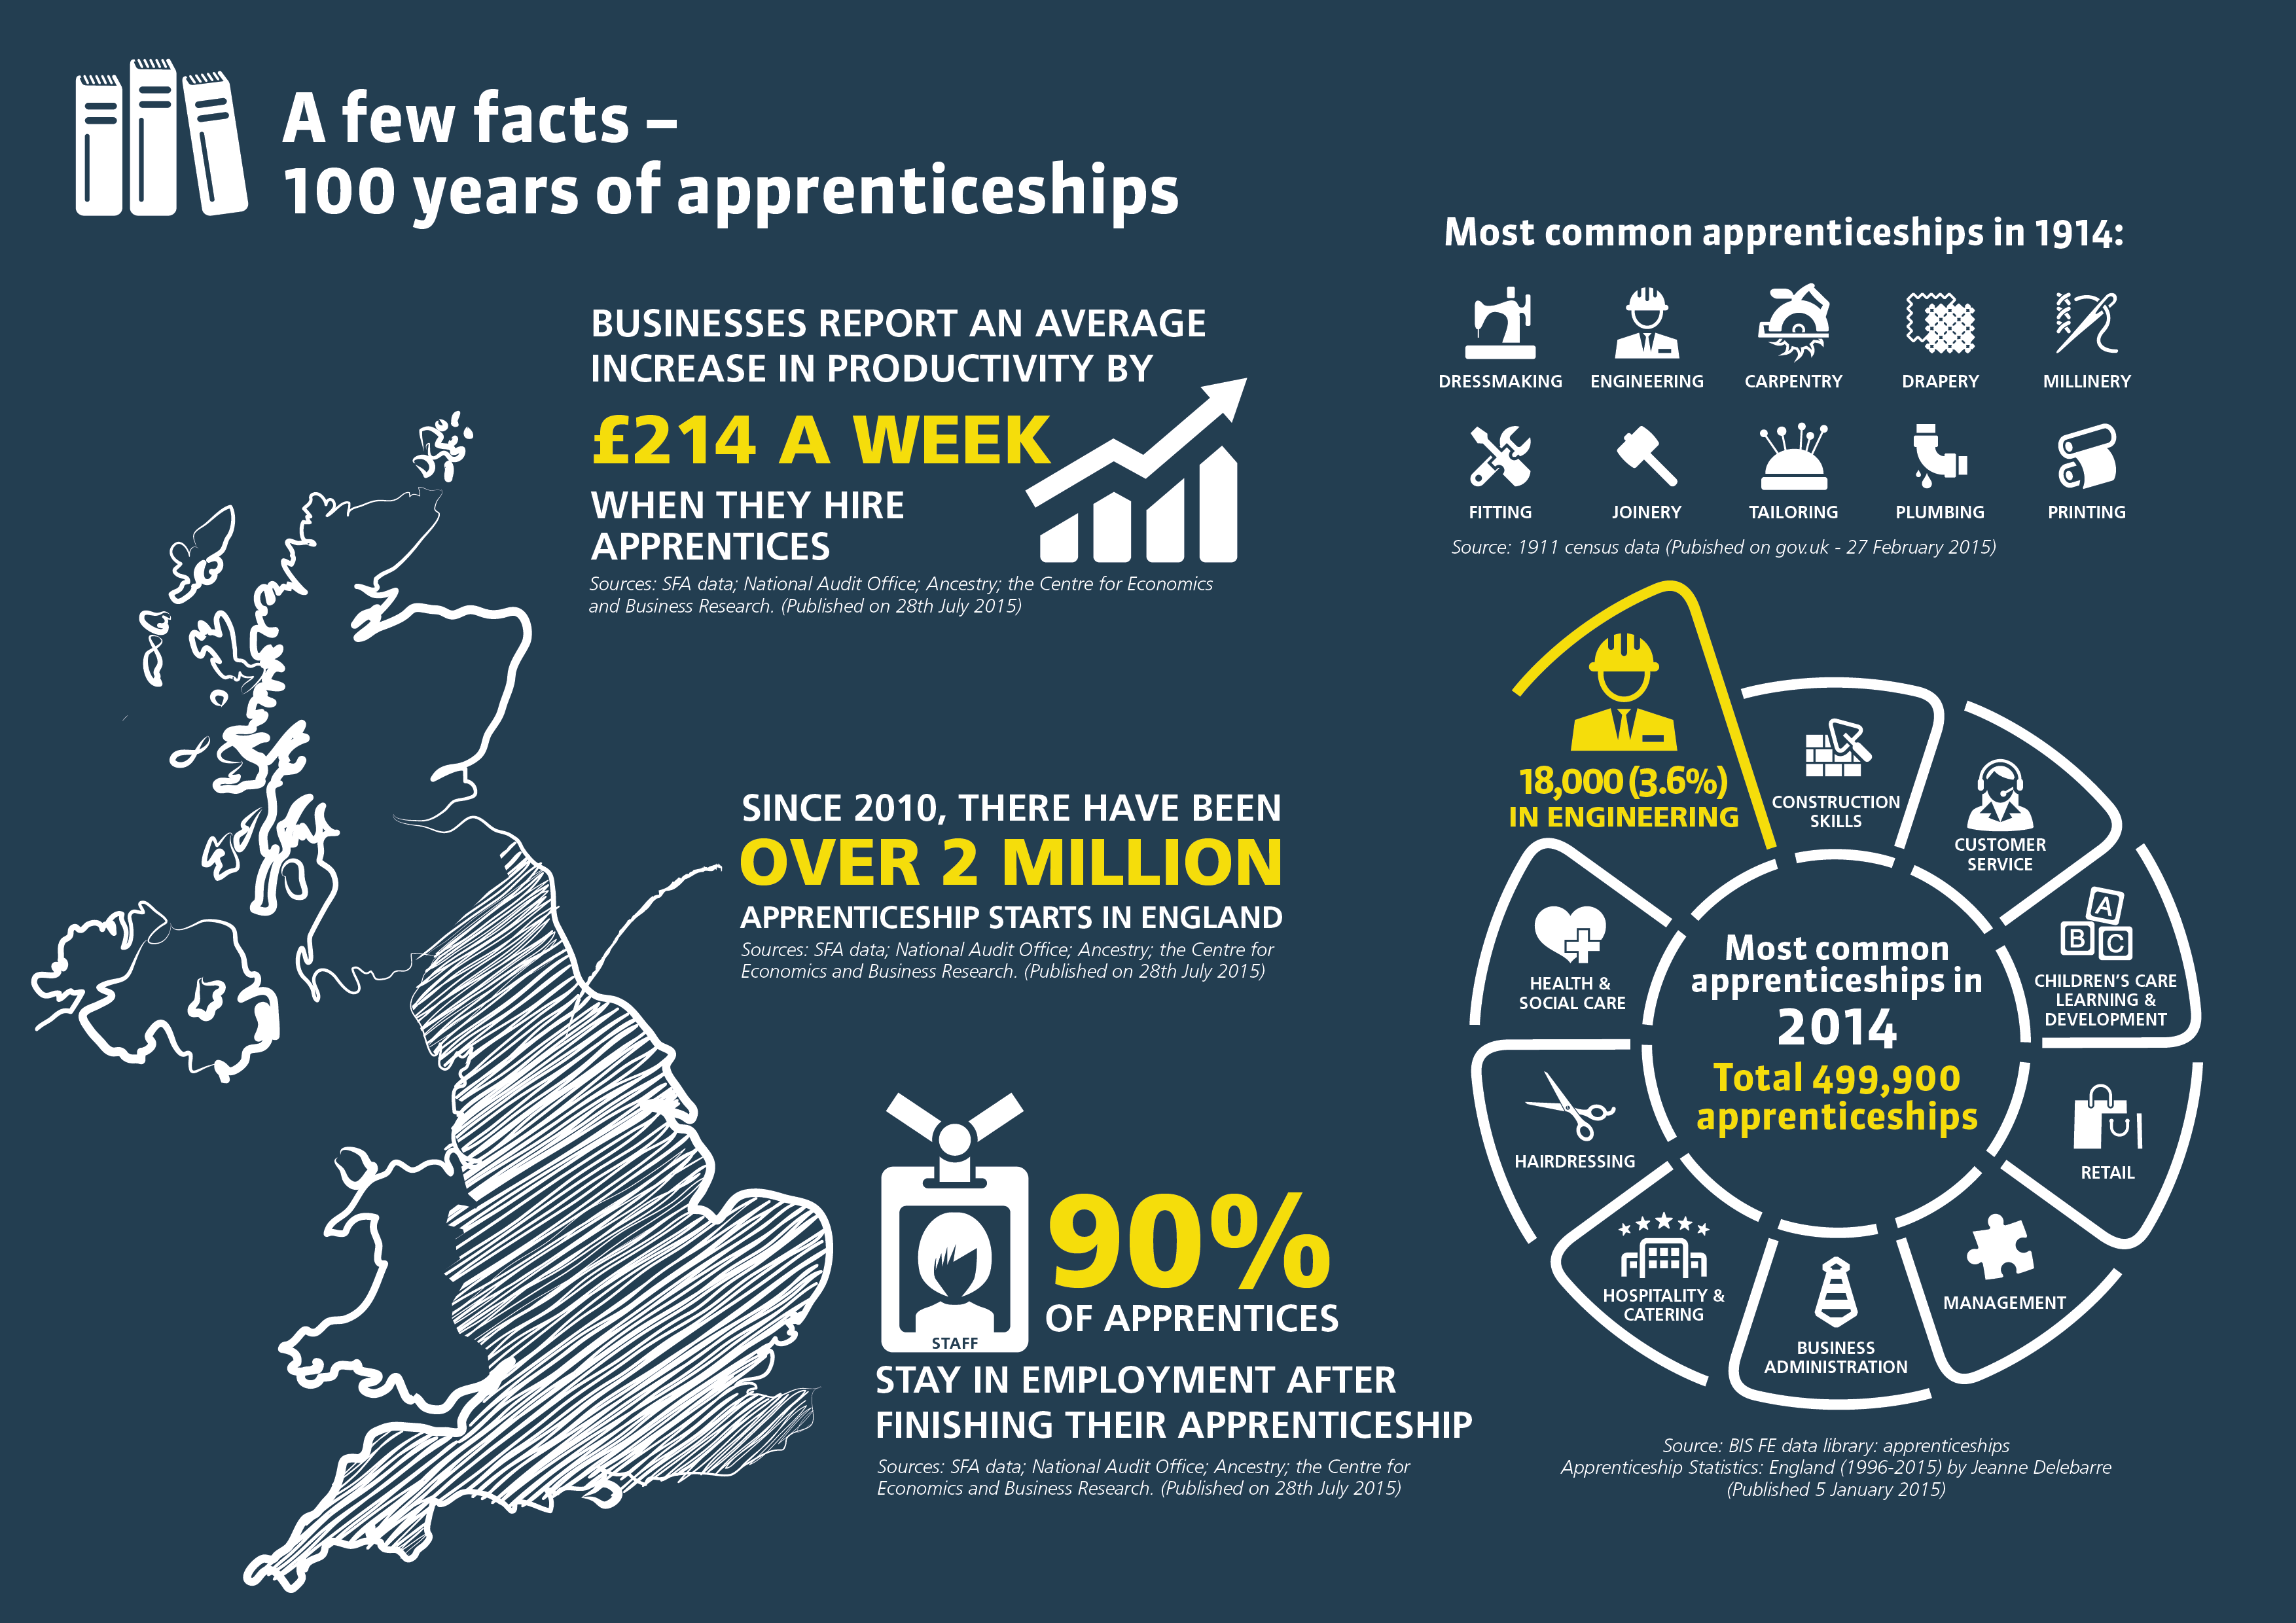 A few facts –
100 years of apprenticeships
BUSINESSES REPORT AN AVERAGE
INCREASE IN PRODUCTIVITY BY
£214 A WEEK
WHEN THEY HIRE
APPRENTICES
Sources: SFA data; National Audit Office; Ancestry; the Centre for Economics
and Business Research. (Published on 28th July 2015)
SINCE 2010, THERE HAVE BEEN
OVER 2 MILLION
APPRENTICESHIP STARTS IN ENGLAND
Sources: SFA data; National Audit Office; Ancestry; the Centre for
Economics and Business Research. (Published on 28th July 2015)
STAFF
90%
OF APPRENTICES
STAY IN EMPLOYMENT AFTER
FINISHING THEIR APPRENTICESHIP
Sources: SFA data; National Audit Office; Ancestry; the Centre for
Economics and Business Research. (Published on 28th July 2015)
Most common apprenticeships in 1914:
DRESSMAKING
ENGINEERING
CARPENTRY
DRAPERY
MILLINERY
FITTING
JOINERY
TAILORING
PLUMBING
PRINTING
Source: 1911 census data (Pubished on gov.uk - 27 February 2015)
18,000 (3.6%)
IN ENGINEERING
CONSTRUCTION
SKILLS
CUSTOMER
SERVICE
A
B C
CHILDREN'S CARE
LEARNING &
DEVELOPMENT
RETAIL
MANAGEMENT
BUSINESS
ADMINISTRATION
HOSPITALITY &
CATERING
HAIRDRESSING
HEALTH &
SOCIAL CARE
Most common
apprenticeships in
2014
Total 499,900
apprenticeships
Source: BIS FE data library: apprenticeships
Apprenticeship Statistics: England (1996-2015) by Jeanne Delebarre
(Published 5 January 2015)